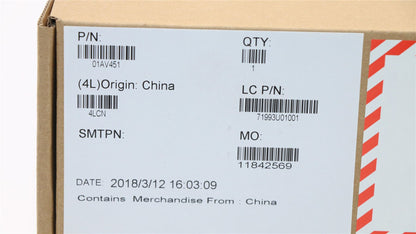 P/N: QTY:
01AV451 1
(4L)Origin: China LC P/N:
4LCN 71993U01001
SMTPN: MO:
11842569
DATE: 2018/3/12 16:03:09
Contains Merchandise From : China